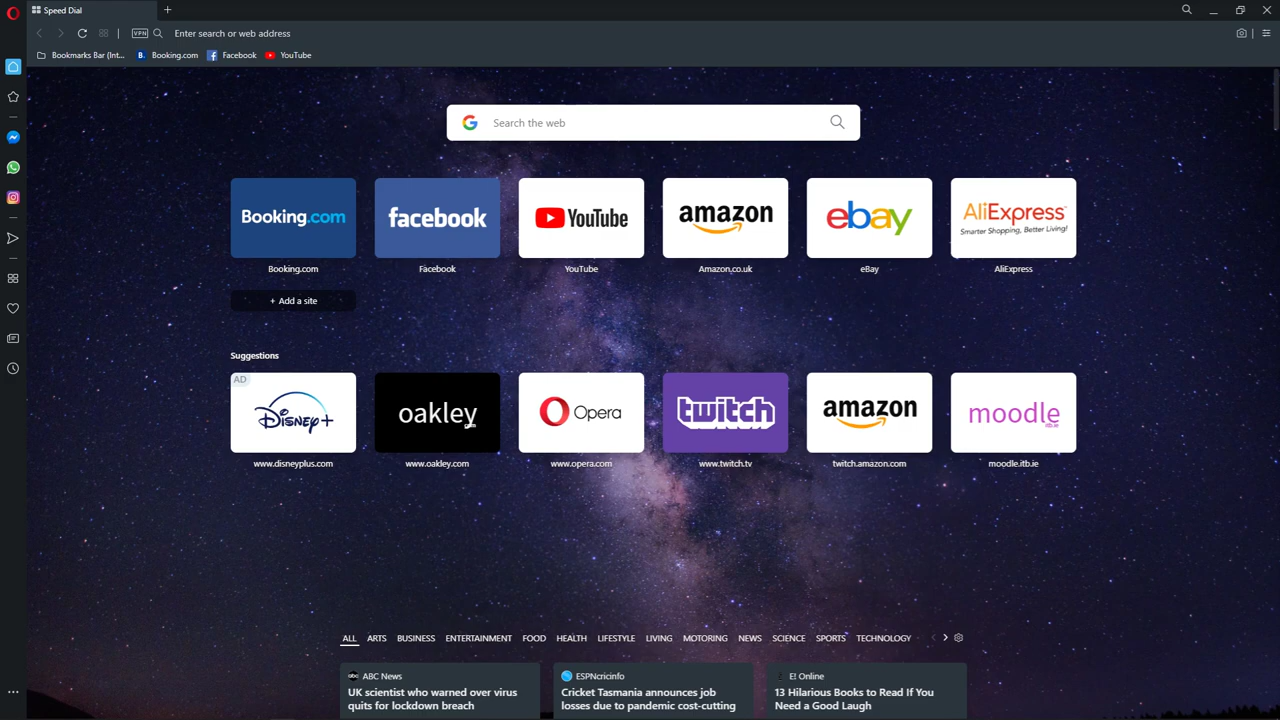 Speed Dial
VPN Enter search or web address
Bookmarks Bar (Int... B. Booking.com Facebook YouTube
Search the web
Booking.com facebook YouTube amazon ebay AliExpress
Smarter Shopping, Better Living!
Booking.com Facebook YouTube Amazon.co.uk eBay AliExpress
+ Add a site
Suggestions
AD
Disney+ oakley Opera twitch amazon moodle
com itb.ie
www.disneyplus.com www.oakley.com www.opera.com www.twitch.tv twitch.amazon.com moodle.itb.ie
ALL ARTS BUSINESS ENTERTAINMENT FOOD HEALTH LIFESTYLE LIVING MOTORING NEWS SCIENCE SPORTS TECHNOLOGY
abc ABC News ESPNcricinfo E! Online
UK scientist who warned over virus Cricket Tasmania announces job 13 Hilarious Books to Read If You
quits for lockdown breach losses due to pandemic cost-cutting Need a Good Laugh